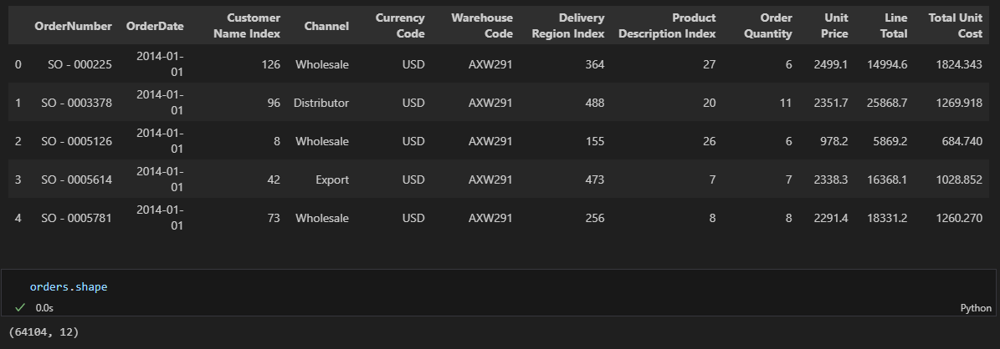 OrderNumber OrderDate Customer Name Index Channel Currency Code Warehouse Code Delivery Region Index Product Description Index Order Quantity Unit Price Line Total Total Unit Cost
0 SO - 000225 2014-01-01 126 Wholesale USD AXW291 364 27 6 2499.1 14994.6 1824.343
1 SO - 0003378 2014-01-01 96 Distributor USD AXW291 488 20 11 2351.7 25868.7 1269.918
2 SO - 0005126 2014-01-01 8 Wholesale USD AXW291 155 26 6 978.2 5869.2 684.740
3 SO - 0005614 2014-01-01 42 Export USD AXW291 473 7 7 2338.3 16368.1 1028.852
4 SO - 0005781 2014-01-01 73 Wholesale USD AXW291 256 8 8 2291.4 18331.2 1260.270
orders.shape
0.0s Python
(64104, 12)